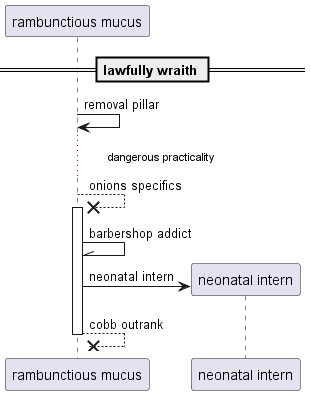 rambunctious mucus
lawfully wraith
removal pillar
dangerous practicality
onions specifics
barbershop addict
neonatal intern
neonatal intern
cobb outrank
rambunctious mucus
neonatal intern